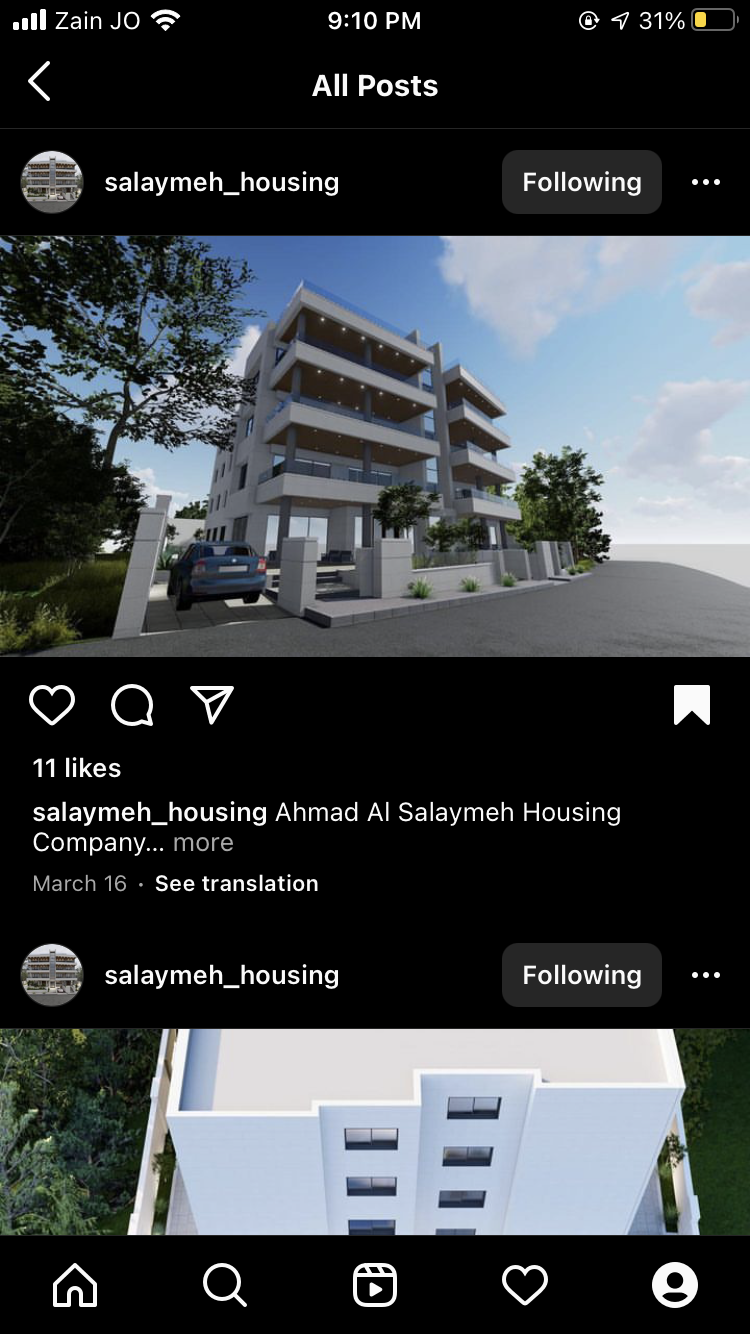 Zain JO 9:10 PM 31%
All Posts
salaymeh_housing Following
11 likes
salaymeh_housing Ahmad Al Salaymeh Housing
Company... more
March 16 · See translation
salaymeh_housing Following